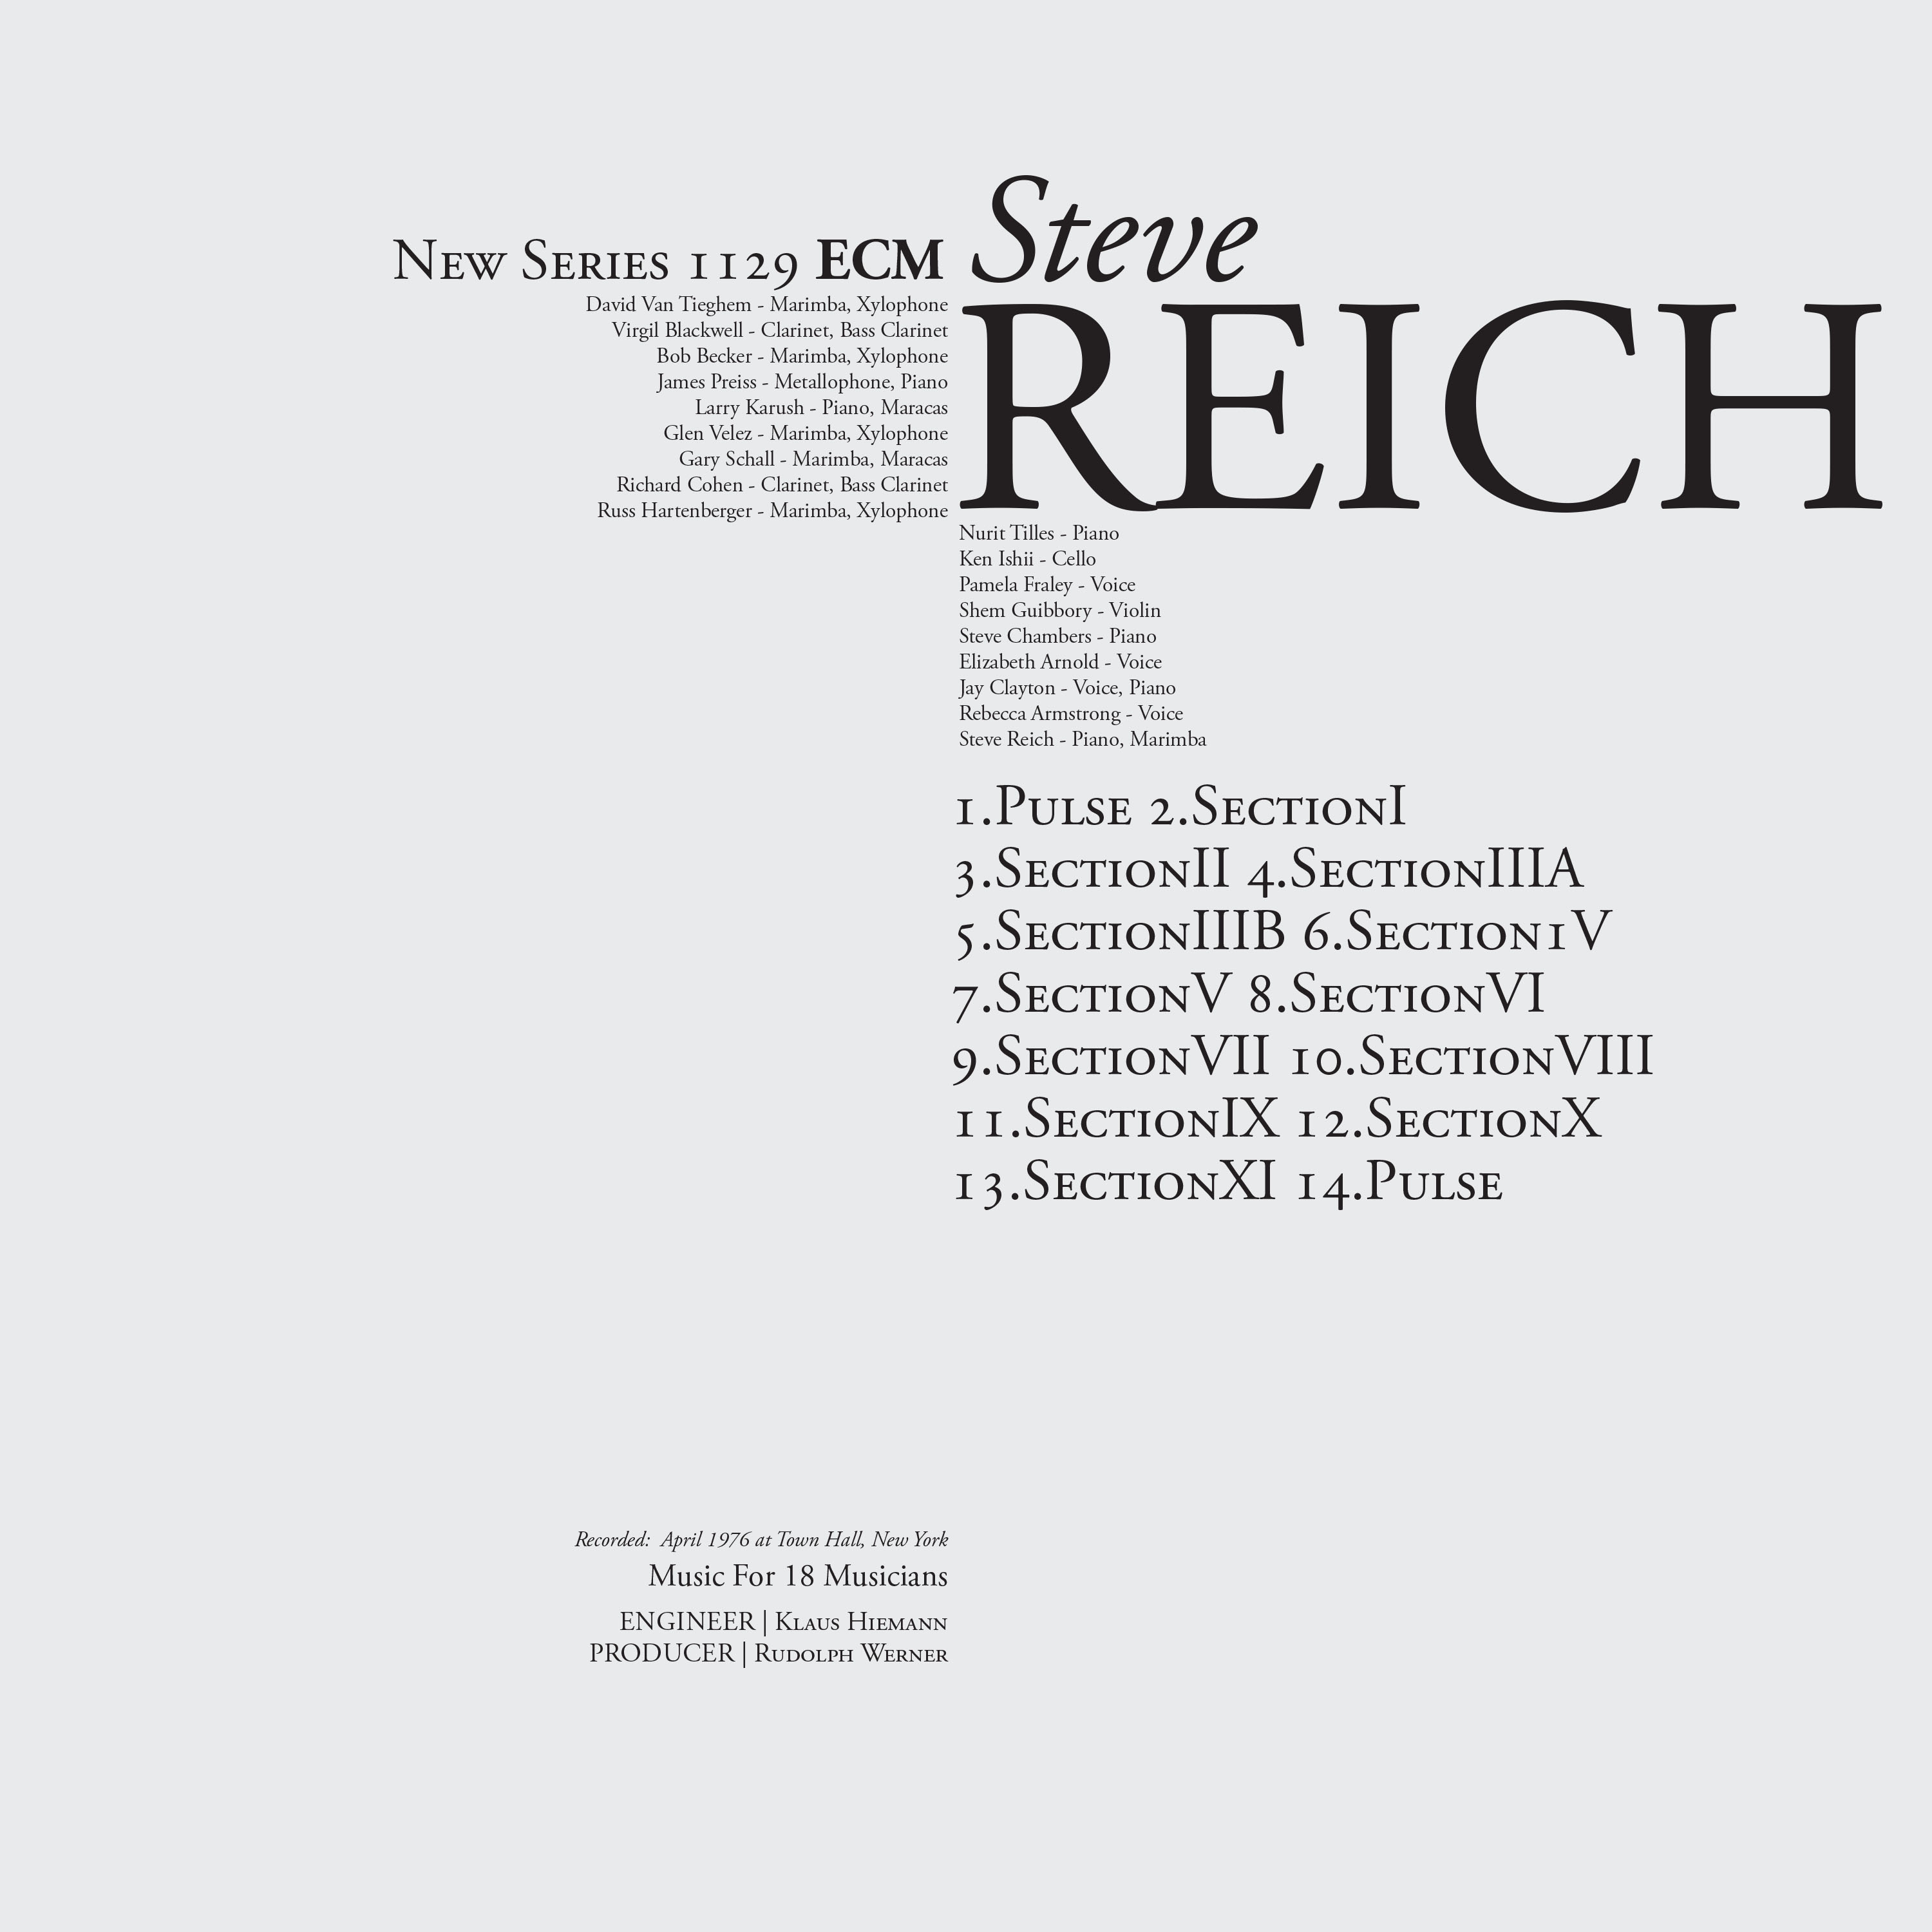 Steve
New Series 1129 ECM
REICH
David Van Tieghem - Marimba, Xylophone
Virgil Blackwell - Clarinet, Bass Clarinet
Bob Becker - Marimba, Xylophone
James Preiss - Metallophone, Piano
Larry Karush - Piano, Maracas
Glen Velez - Marimba, Xylophone
Gary Schall - Marimba, Maracas
Richard Cohen - Clarinet, Bass Clarinet
Russ Hartenberger - Marimba, Xylophone
Nurit Tilles - Piano
Ken Ishii - Cello
Pamela Fraley - Voice
Shem Guibbory - Violin
Steve Chambers - Piano
Elizabeth Arnold - Voice
Jay Clayton - Voice, Piano
Rebecca Armstrong - Voice
Steve Reich - Piano, Marimba
1.Pulse 2.SectionI
3.SectionII 4.SectionIIIA
5.SectionIIIB 6.Section1V
7.SectionV 8.SectionVI
9.SectionVII 10.SectionVIII
11.SectionIX 12.SectionX
13.SectionXI 14.Pulse
Recorded: April 1976 at Town Hall, New York
Music For 18 Musicians
ENGINEER | Klaus Hiemann
PRODUCER | Rudolph Werner